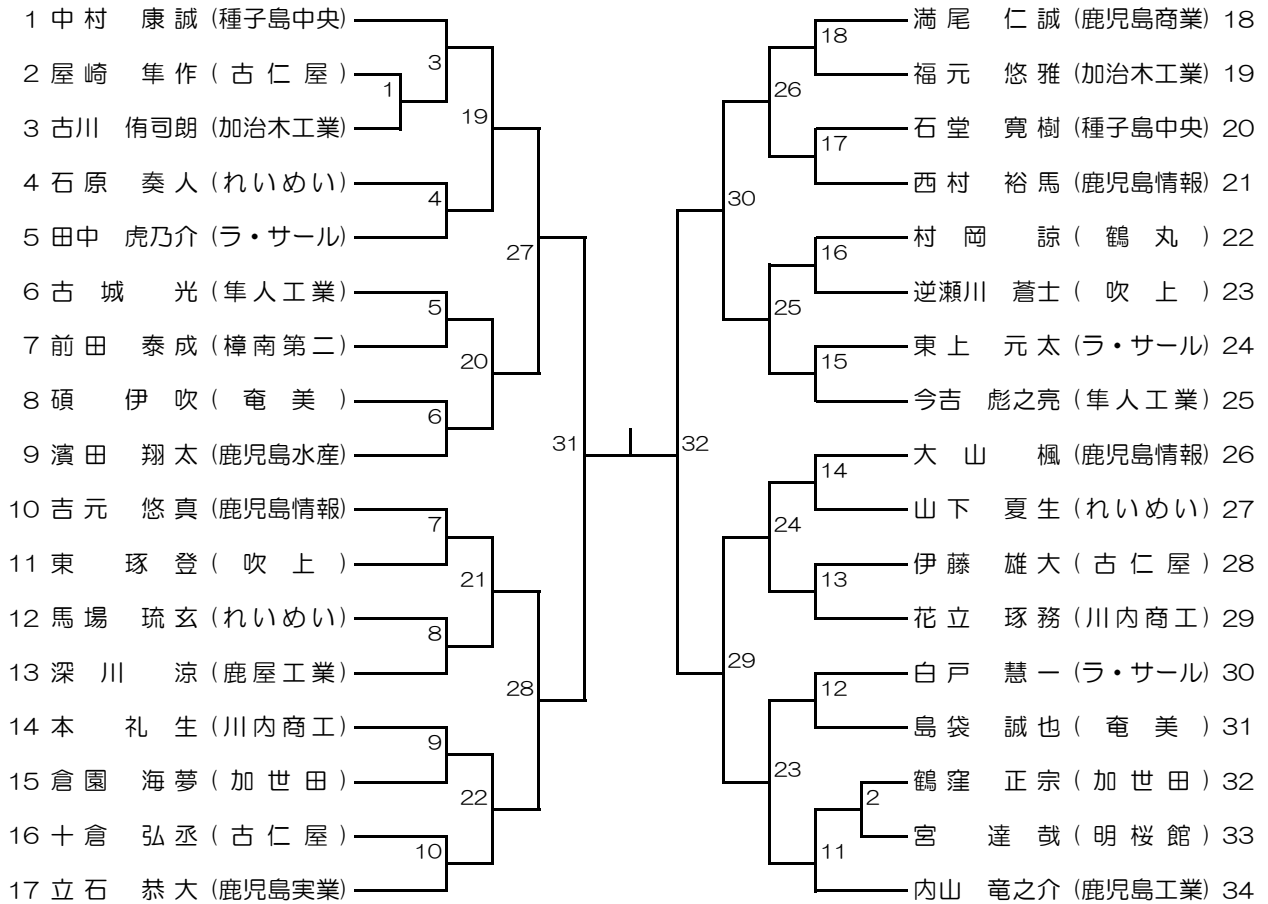 1 中村 康誠 (種子島中央)
2 屋崎 隼作 (古仁屋)
3 古川 侑司朗 (加治木工業)
4 石原 奏人 (れいめい)
5 田中 虎乃介 (ラ・サール)
6 古城 光 (隼人工業)
7 前田 泰成 (樟南第二)
8 碩 伊吹 (奄美)
9 濱田 翔太 (鹿児島水産)
10 吉元 悠真 (鹿児島情報)
11 東 琢登 (吹上)
12 馬場 琉玄 (れいめい)
13 深川 涼 (鹿屋工業)
14 本 礼生 (川内商工)
15 倉園 海夢 (加世田)
16 十倉 弘丞 (古仁屋)
17 立石 恭大 (鹿児島実業)
3
1
19
4
27
5
20
6
31
7
21
8
28
9
22
10
32
18
26
17
30
16
25
15
14
24
13
29
12
23
2
11
満尾 仁誠 (鹿児島商業) 18
福元 悠雅 (加治木工業) 19
石堂 寛樹 (種子島中央) 20
西村 裕馬 (鹿児島情報) 21
村岡 諒 (鶴丸) 22
逆瀬川 蒼士 (吹上) 23
東上 元太 (ラ・サール) 24
今吉 彪之亮 (隼人工業) 25
大山 楓 (鹿児島情報) 26
山下 夏生 (れいめい) 27
伊藤 雄大 (古仁屋) 28
花立 琢務 (川内商工) 29
白戸 慧一 (ラ・サール) 30
島袋 誠也 (奄美) 31
鶴窪 正宗 (加世田) 32
宮 達哉 (明桜館) 33
内山 竜之介 (鹿児島工業) 34